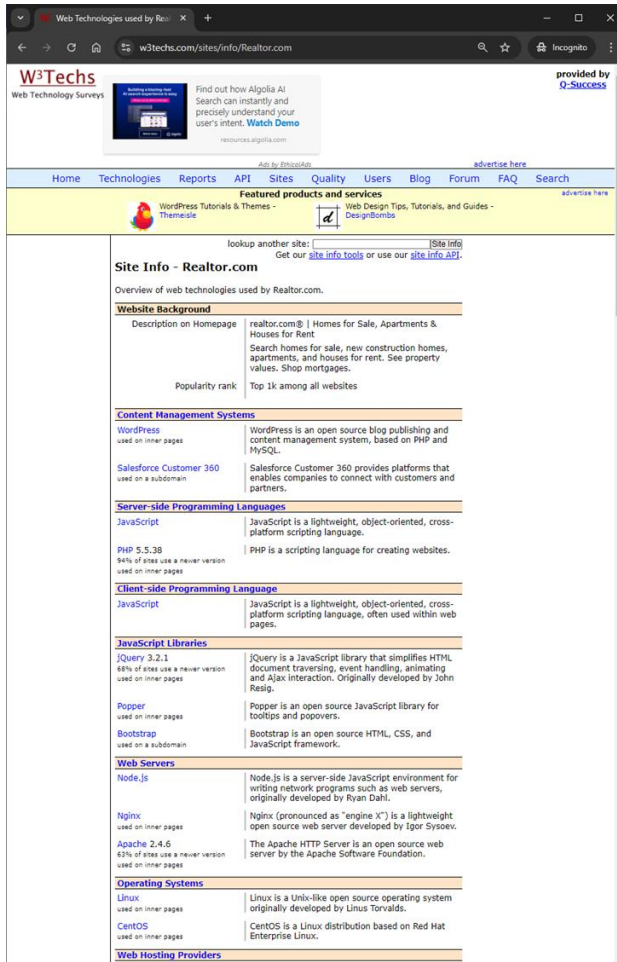 Web Technologies used by Real
w3techs.com/sites/info/Realtor.com
Incognito
W³Techs
Web Technology Surveys
Building a blazing-fast
AI search experience is easy
algolia
Find out how Algolia AI
Search can instantly and
precisely understand your
user's intent. Watch Demo
resources.algolia.com
provided by
Q-Success
Ads by EthicalAds
advertise here
Home Technologies Reports API Sites Quality Users Blog Forum FAQ Search
Featured products and services
advertise here
WordPress Tutorials & Themes -
Themeisle
d
Web Design Tips, Tutorials, and Guides -
DesignBombs
lookup another site: Site Info
Get our site info tools or use our site info API.
Site Info - Realtor.com
Overview of web technologies used by Realtor.com.
Website Background
Description on Homepage
realtor.com® | Homes for Sale, Apartments &
Houses for Rent
Search homes for sale, new construction homes,
apartments, and houses for rent. See property
values. Shop mortgages.
Popularity rank
Top 1k among all websites
Content Management Systems
WordPress
used on inner pages
WordPress is an open source blog publishing and
content management system, based on PHP and
MySQL.
Salesforce Customer 360
used on a subdomain
Salesforce Customer 360 provides platforms that
enables companies to connect with customers and
partners.
Server-side Programming Languages
JavaScript
JavaScript is a lightweight, object-oriented, cross-
platform scripting language.
PHP 5.5.38
94% of sites use a newer version
used on inner pages
PHP is a scripting language for creating websites.
Client-side Programming Language
JavaScript
JavaScript is a lightweight, object-oriented, cross-
platform scripting language, often used within web
pages.
JavaScript Libraries
jQuery 3.2.1
68% of sites use a newer version
used on inner pages
jQuery is a JavaScript library that simplifies HTML
document traversing, event handling, animating
and Ajax interaction. Originally developed by John
Resig.
Popper
used on inner pages
Popper is an open source JavaScript library for
tooltips and popovers.
Bootstrap
used on a subdomain
Bootstrap is an open source HTML, CSS, and
JavaScript framework.
Web Servers
Node.js
Node.js is a server-side JavaScript environment for
writing network programs such as web servers,
originally developed by Ryan Dahl.
Nginx
used on inner pages
Nginx (pronounced as "engine X") is a lightweight
open source web server developed by Igor Sysoev.
Apache 2.4.6
63% of sites use a newer version
used on inner pages
The Apache HTTP Server is an open source web
server by the Apache Software Foundation.
Operating Systems
Linux
used on inner pages
Linux is a Unix-like open source operating system
originally developed by Linus Torvalds.
CentOS
used on inner pages
CentOS is a Linux distribution based on Red Hat
Enterprise Linux.
Web Hosting Providers